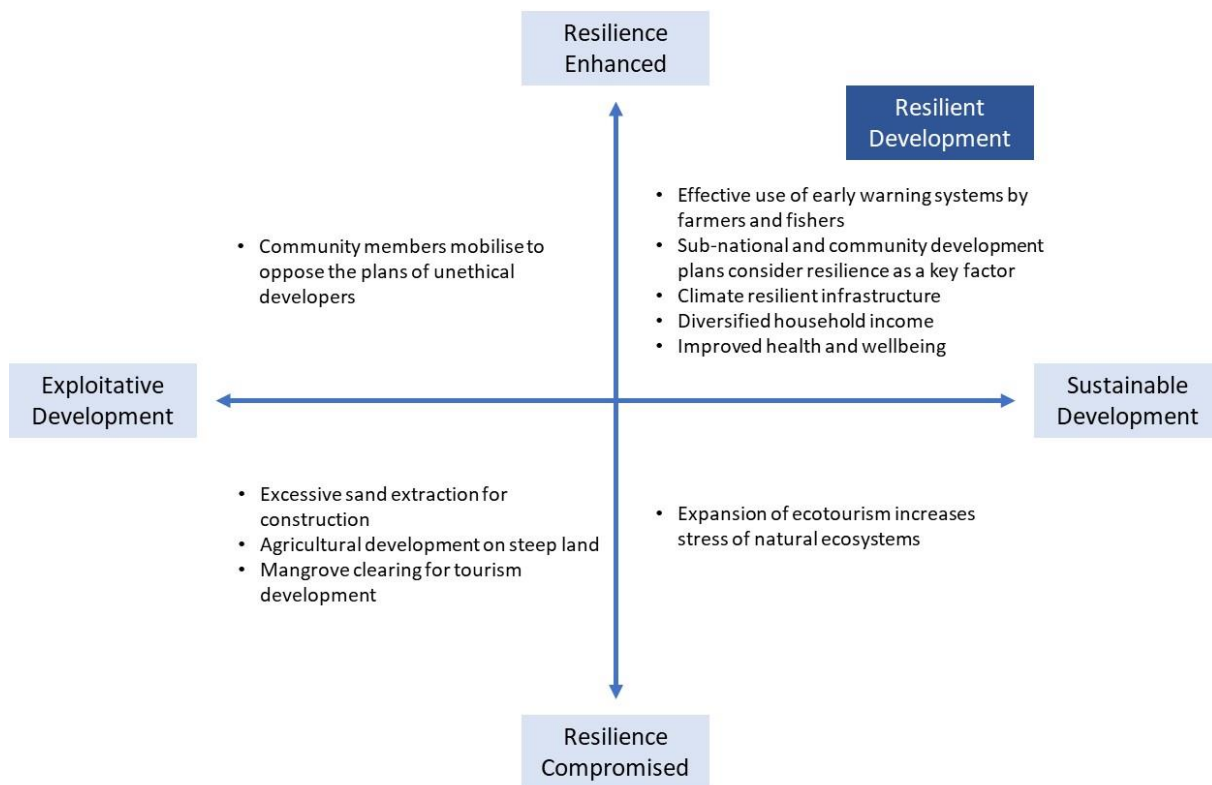 Resilience
Enhanced
Resilient
Development
• Effective use of early warning systems by
farmers and fishers
• Sub-national and community development
plans consider resilience as a key factor
• Climate resilient infrastructure
• Diversified household income
• Improved health and wellbeing
• Community members mobilise to
oppose the plans of unethical
developers
Exploitative
Development
Sustainable
Development
• Excessive sand extraction for
construction
• Agricultural development on steep land
• Mangrove clearing for tourism
development
• Expansion of ecotourism increases
stress of natural ecosystems
Resilience
Compromised